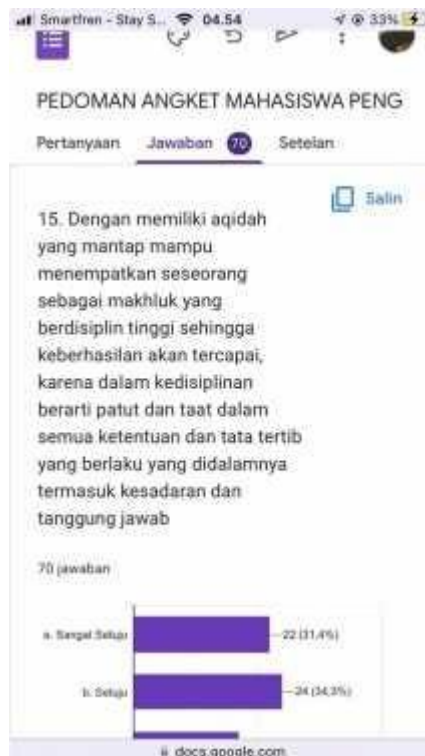 Smartfren - Stay S... 04.54 33%
PEDOMAN ANGKET MAHASISWA PENG
Pertanyaan Jawaban 70 Setelan
Salin
15. Dengan memiliki aqidah
yang mantap mampu
menempatkan seseorang
sebagai makhluk yang
berdisiplin tinggi sehingga
keberhasilan akan tercapai,
karena dalam kedisiplinan
berarti patut dan taat dalam
semua ketentuan dan tata tertib
yang berlaku yang didalamnya
termasuk kesadaran dan
tanggung jawab
70 jawaban
a. Sangat Setuju 22 (31,4%)
b. Setuju 24 (34,3%)
docs.google.com